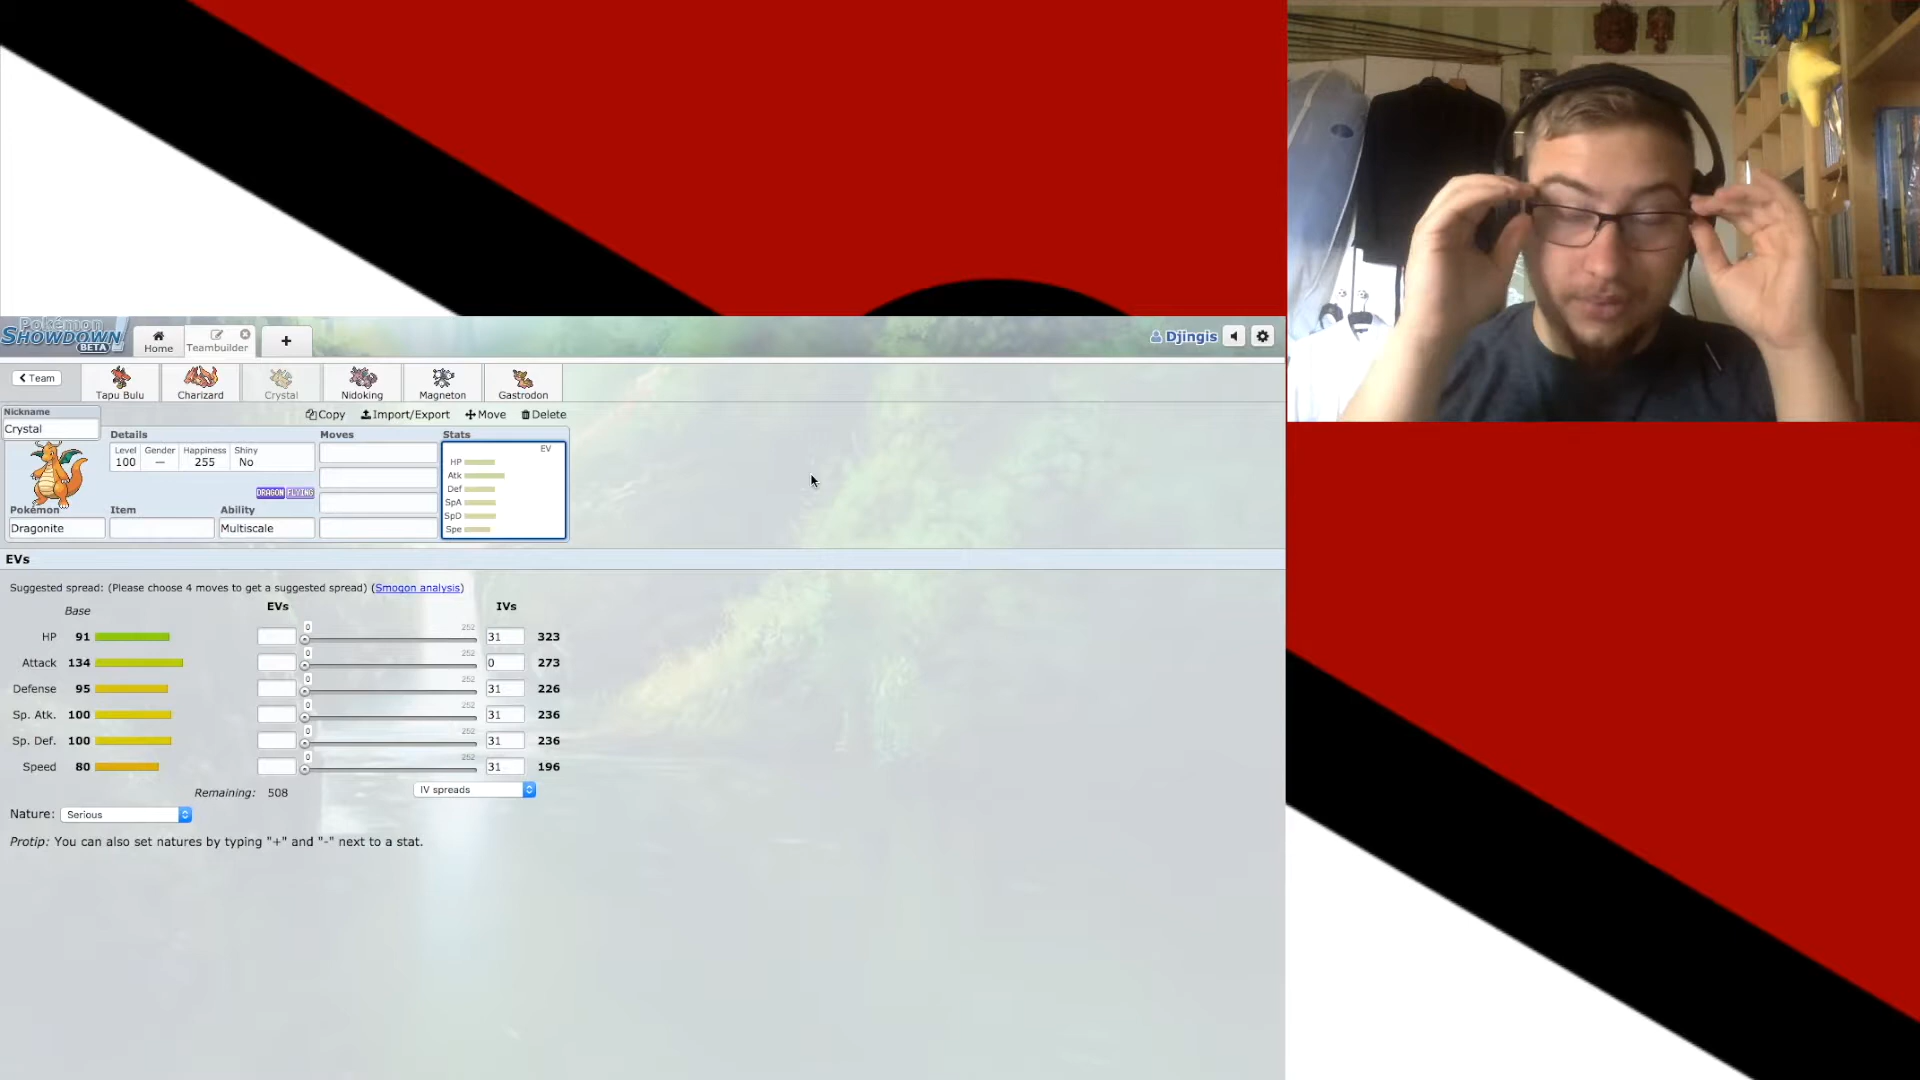 Pokémon
SHOWDOWN
BETA
Home
Teambuilder
+
Djingis
Team
Tapu Bulu
Charizard
Crystal
Nidoking
Magneton
Gastrodon
Nickname
Crystal
Copy
Import/Export
Move
Delete
Details
Moves
Stats
Level
Gender
Happiness
Shiny
100
—
255
No
EV
HP
Atk
Def
SpA
SpD
Spe
DRAGON FLYING
Pokémon
Item
Ability
Dragonite
Multiscale
EVs
Suggested spread: (Please choose 4 moves to get a suggested spread) (Smogon analysis)
Base
EVs
IVs
HP 91 0 252 31 323
Attack 134 0 252 0 273
Defense 95 0 252 31 226
Sp. Atk. 100 0 252 31 236
Sp. Def. 100 0 252 31 236
Speed 80 0 252 31 196
Remaining: 508
IV spreads
Nature: Serious
Protip: You can also set natures by typing "+" and "-" next to a stat.